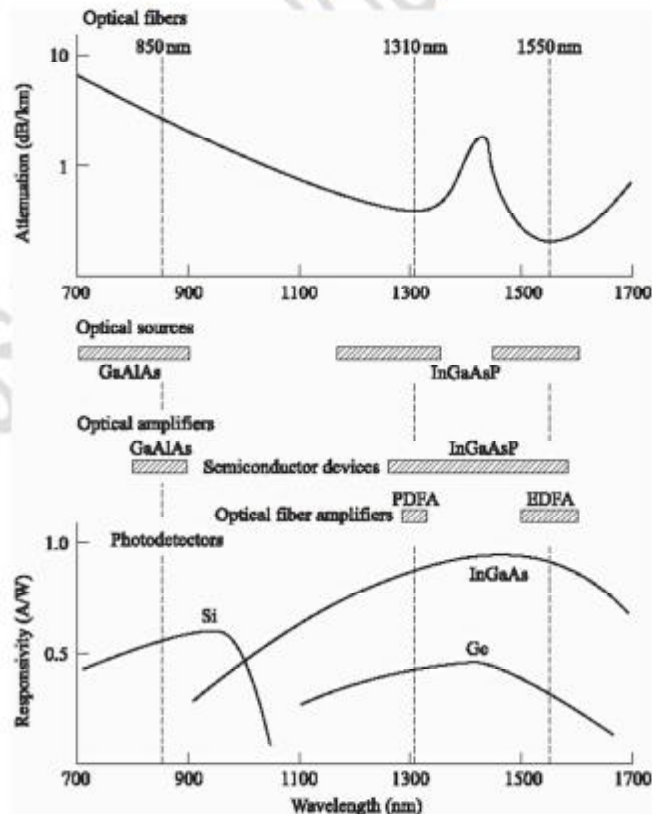 Optical fibers
850 nm 1310 nm 1550 nm
10
1
Attenuation (dB/km)
700 900 1100 1300 1500 1700
Optical sources
GaAlAs InGaAsP
Optical amplifiers
GaAlAs InGaAsP
Semiconductor devices
PDFA EDFA
Optical fiber amplifiers
Photodetectors
1.0
InGaAs
Si
0.5
Ge
Responsivity (A/W)
700 900 1100 1300 1500 1700
Wavelength (nm)